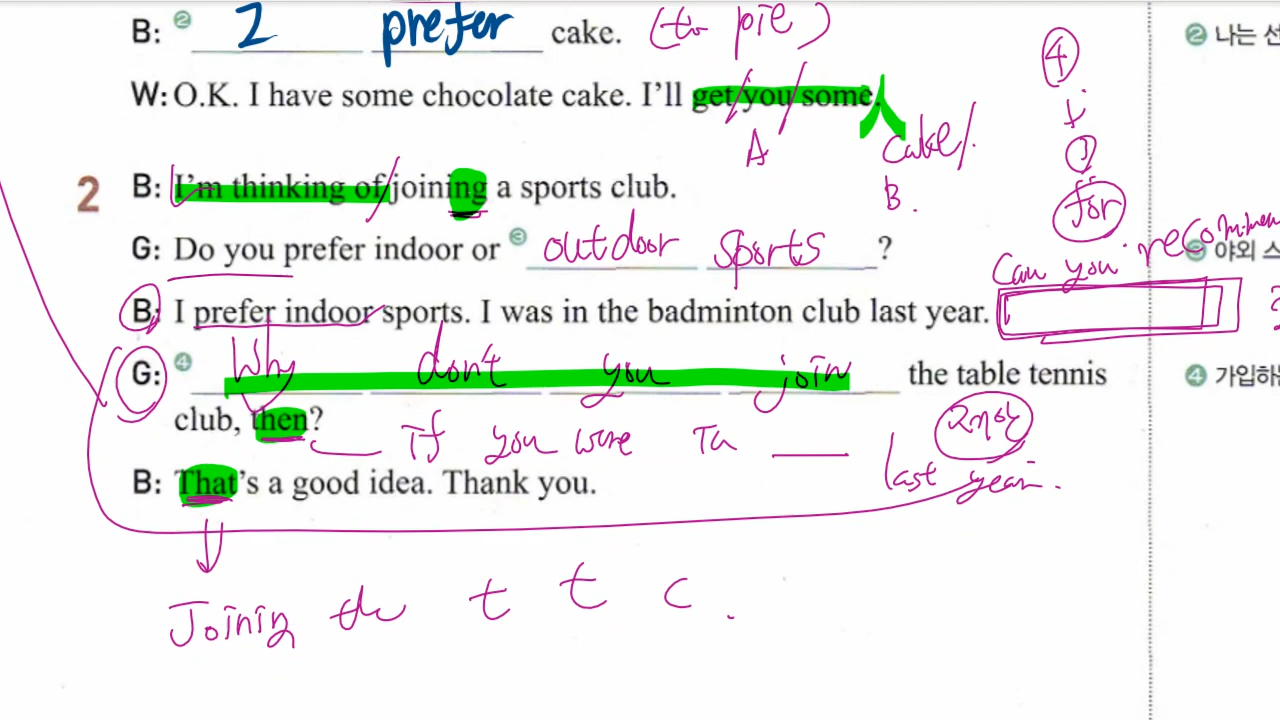 B: ② I prefer cake. (to pie)
② 나는 선
④
W: O.K. I have some chocolate cake. I'll get you some.
A
cake.
B.
③
for
2 B: I'm thinking of joining a sports club.
G: Do you prefer indoor or ③ outdoor sports ?
야외 스
Can you recommen
B: I prefer indoor sports. I was in the badminton club last year.
?
G: ④ Why don't you join the table tennis
④ 가입하
club, then?
if you were
last year.
B: That's a good idea. Thank you.
Joining the t t c .